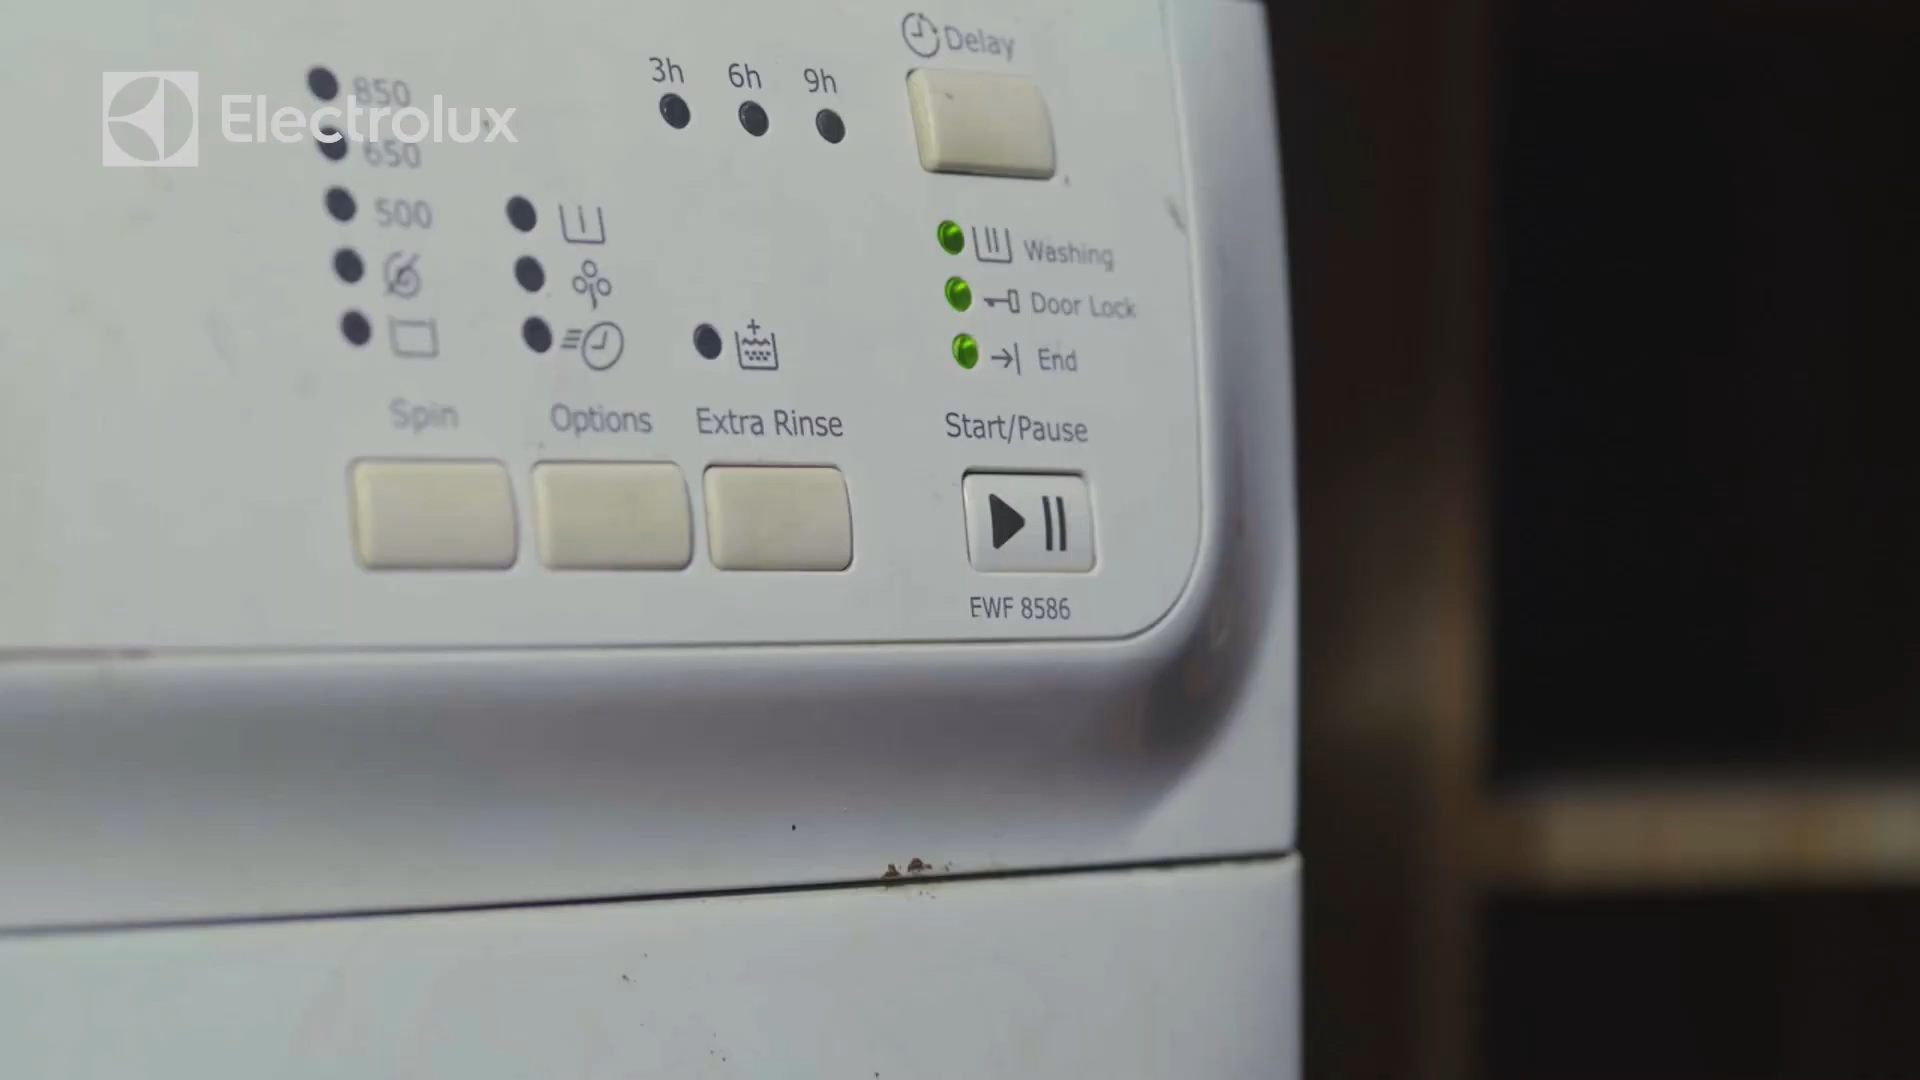 Delay
3h 6h 9h
850
Electrolux
650
500
Washing
Door Lock
End
Spin
Options
Extra Rinse
Start/Pause
EWF 8586